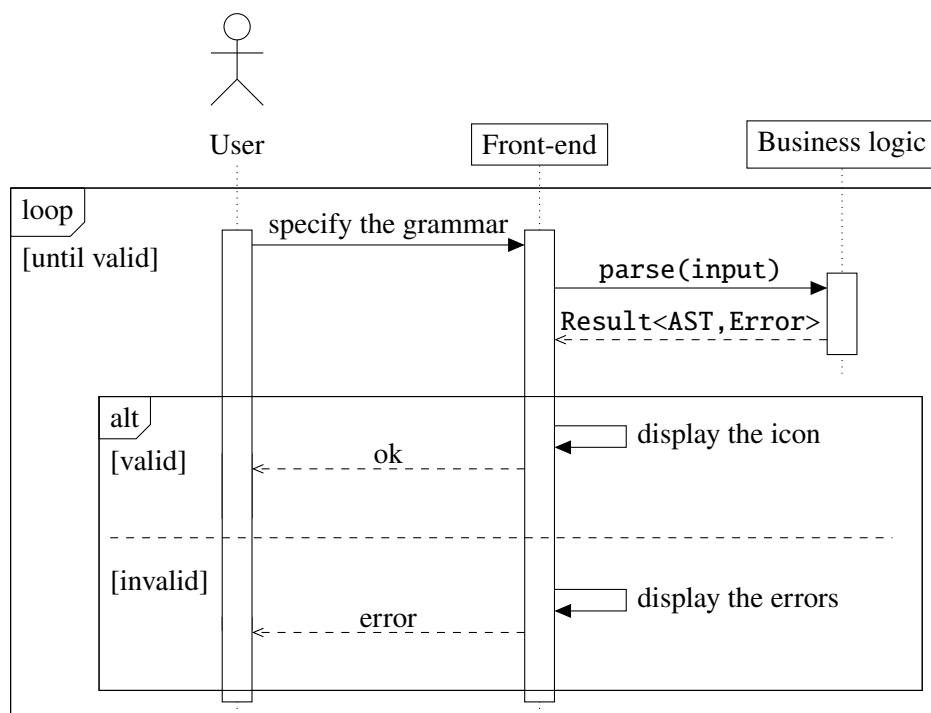 User
Front-end
Business logic
loop
[until valid]
specify the grammar
parse(input)
Result<AST,Error>
alt
[valid]
display the icon
ok
[invalid]
display the errors
error